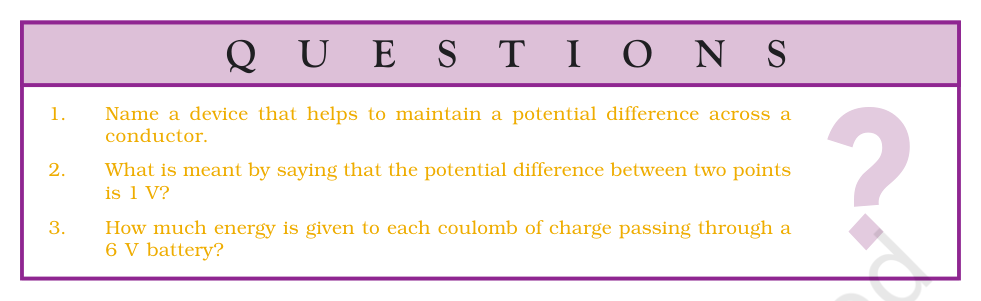 Q U E S T I O N S
1. Name a device that helps to maintain a potential difference across a
conductor.
2. What is meant by saying that the potential difference between two points
is 1 V?
3. How much energy is given to each coulomb of charge passing through a
6 V battery?
?